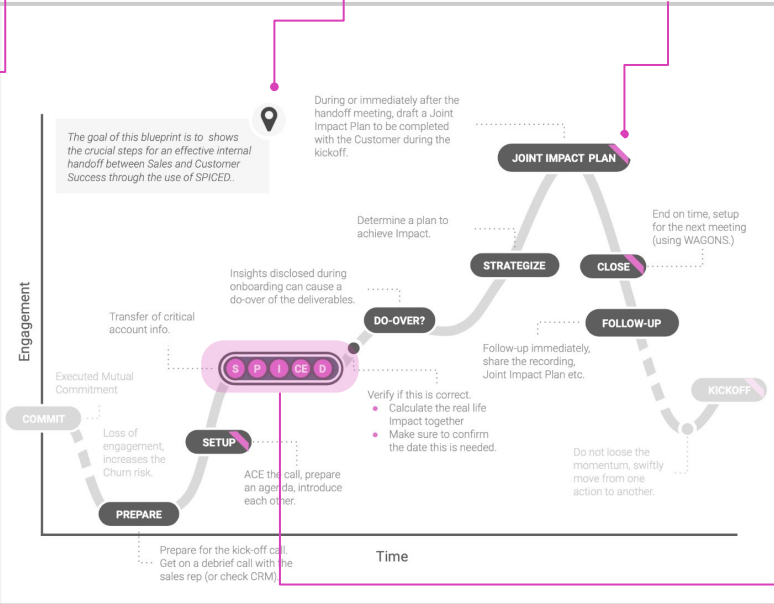 The goal of this blueprint is to  shows
the crucial steps for an effective internal
handoff between Sales and Customer
Success through the use of SPICED..
During or immediately after the
handoff meeting, draft a Joint
Impact Plan to be completed
with the Customer during the
kickoff.
JOINT IMPACT PLAN
Determine a plan to
achieve Impact.
STRATEGIZE
End on time, setup
for the next meeting
(using WAGONS.)
CLOSE
Insights disclosed during
onboarding can cause a
do-over of the deliverables.
DO-OVER?
FOLLOW-UP
Follow-up immediately,
share the recording,
Joint Impact Plan etc.
Transfer of critical
account info.
S P I CE D
Verify if this is correct.
● Calculate the real life
Impact together
● Make sure to confirm
the date this is needed.
Executed Mutual
Commitment
COMMIT
Loss of
engagement,
increases the
Churn risk.
SETUP
ACE the call, prepare
an agenda, introduce
each other.
KICKOFF
Do not loose the
momentum, swiftly
move from one
action to another.
PREPARE
Prepare for the kick-off call.
Get on a debrief call with the
sales rep (or check CRM).
Engagement
Time